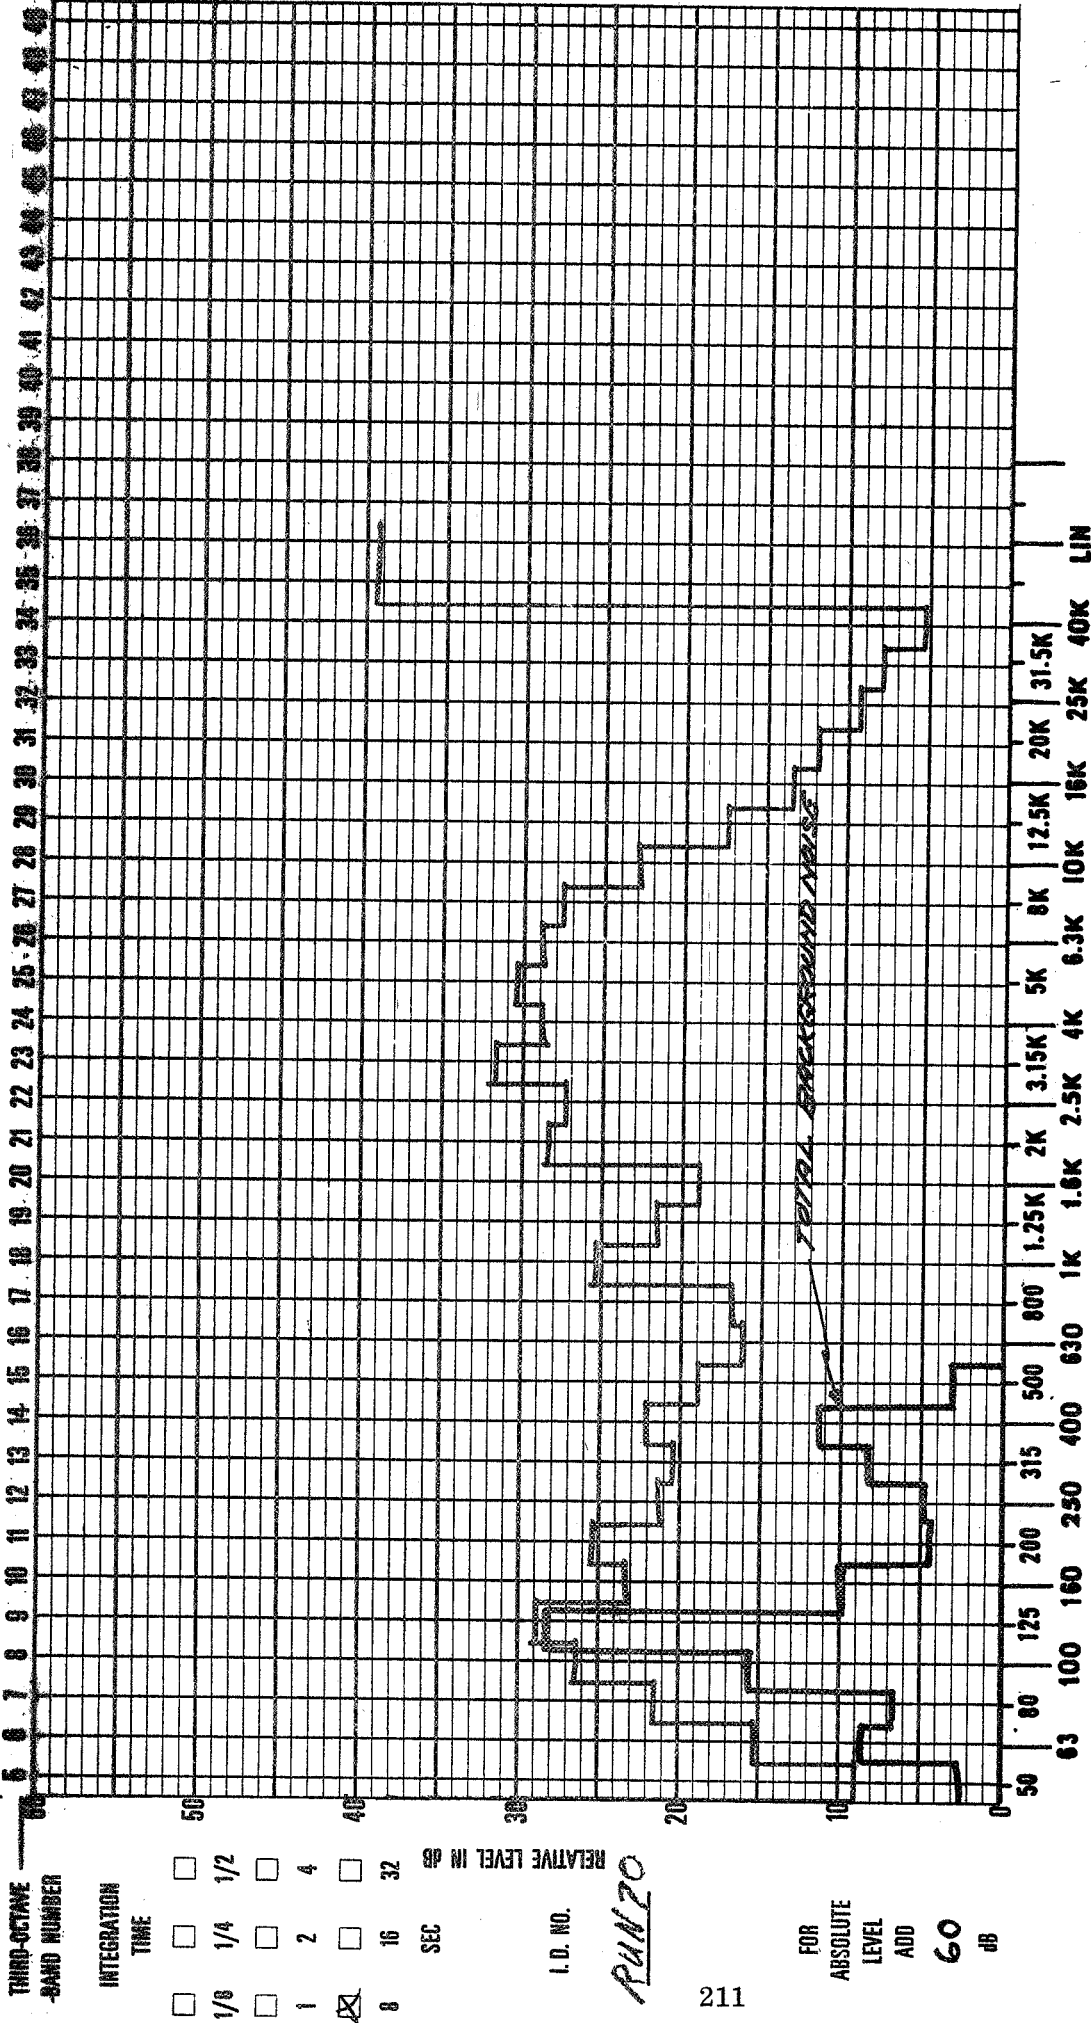 THIRD-OCTAVE
-BAND NUMBER
5 6 7 8 9 10 11 12 13 14 15 16 17 18 19 20 21 22 23 24 25 26 27 28 29 30 31 32 33 34 35 36 37 38 39 40 41 42 43 44 45 46 47 48 49
INTEGRATION
TIME
1/8 1/4 1/2
1 2 4
8 16 32
SEC
RELATIVE LEVEL IN dB
60
50
40
30
20
10
0
I.D. NO.
RUN 20
211
FOR
ABSOLUTE
LEVEL
ADD
60
dB
TOTAL BACKGROUND NOISE
50 80 125 200 315 500 800 1.25K 2K 3.15K 5K 8K 12.5K 20K 31.5K
63 100 160 250 400 630 1K 1.6K 2.5K 4K 6.3K 10K 16K 25K 40K LIN